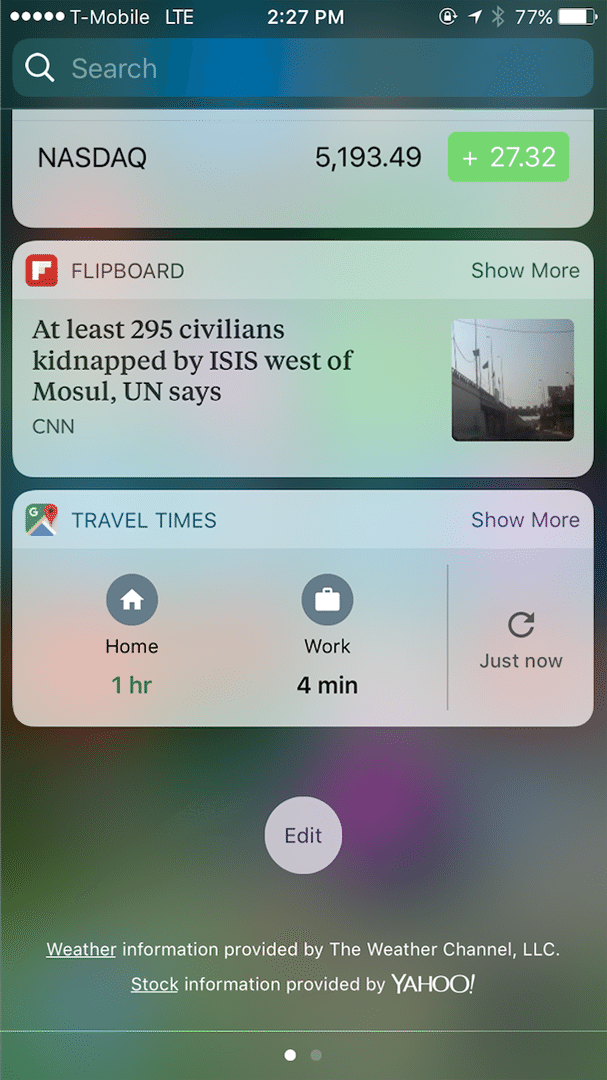 T-Mobile LTE 2:27 PM 77%
Search
NASDAQ 5,193.49 + 27.32
FLIPBOARD Show More
At least 295 civilians
kidnapped by ISIS west of
Mosul, UN says
CNN
G TRAVEL TIMES Show More
Home Work
Just now
1 hr 4 min
Edit
Weather information provided by The Weather Channel, LLC.
Stock information provided by YAHOO!